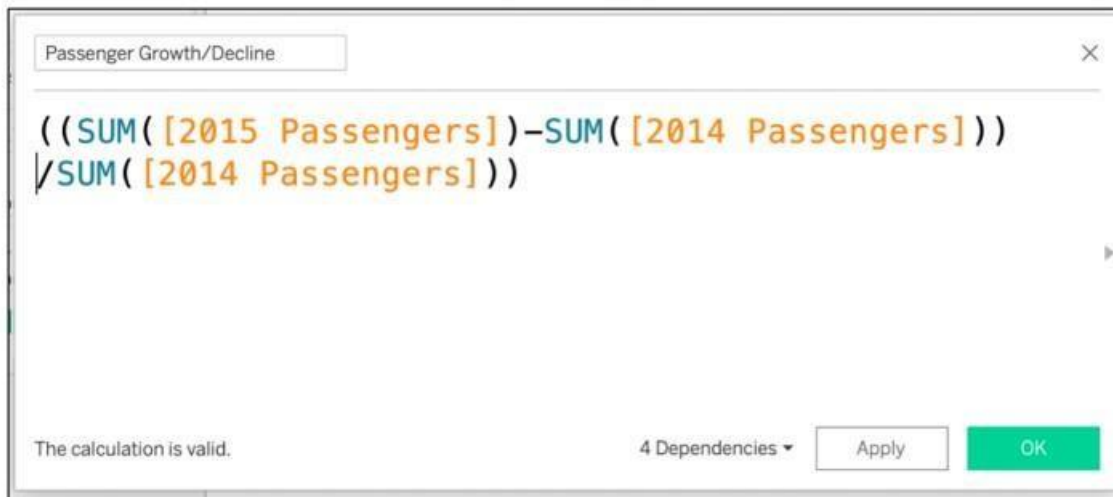 Passenger Growth/Decline
((SUM([2015 Passengers])-SUM([2014 Passengers]))
/SUM([2014 Passengers]))
The calculation is valid.
4 Dependencies
Apply
OK